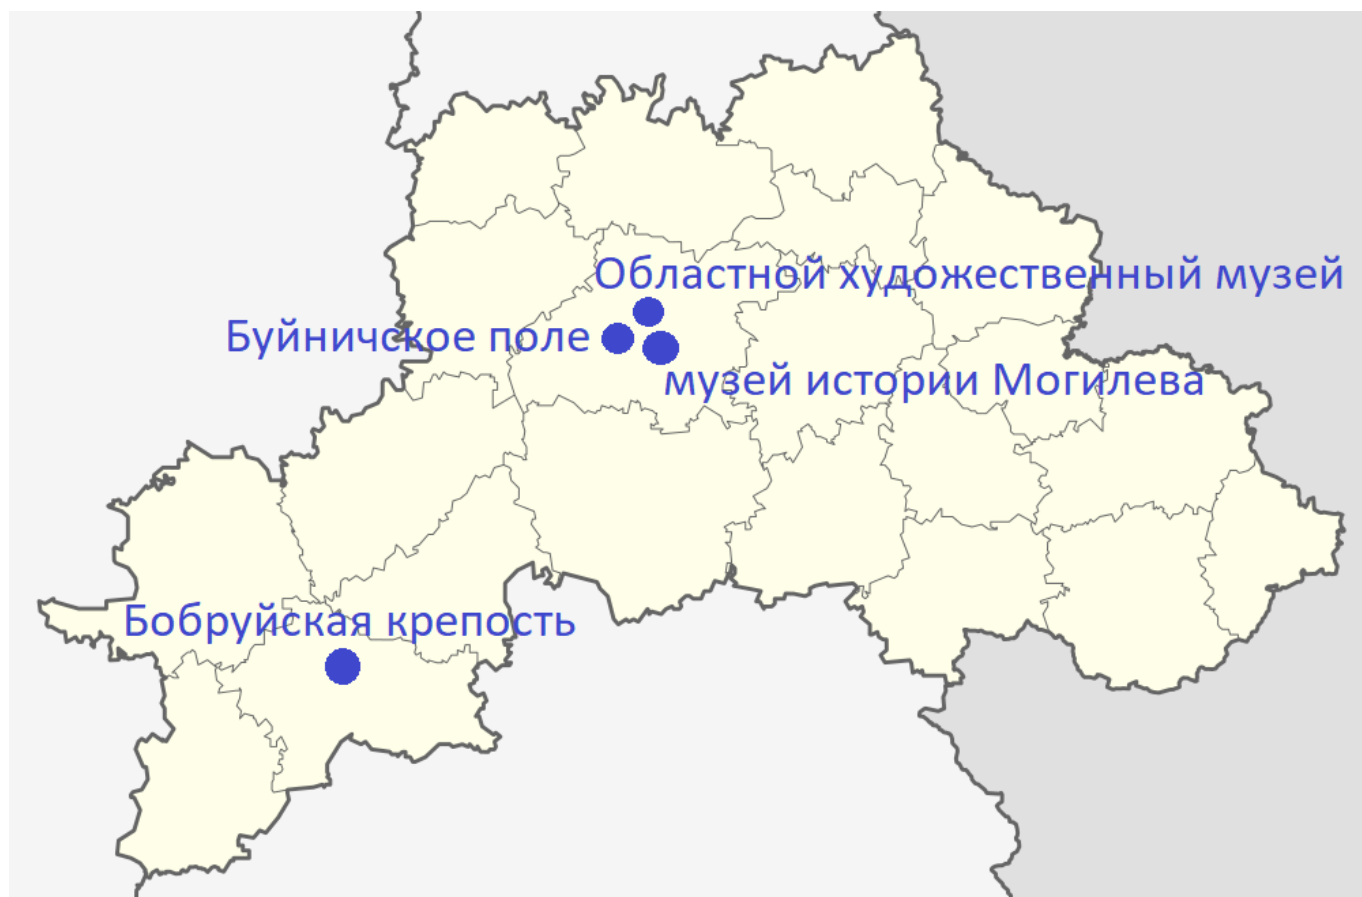 Областной художественный музей
Буйничское поле
музей истории Могилева
Бобруйская крепость